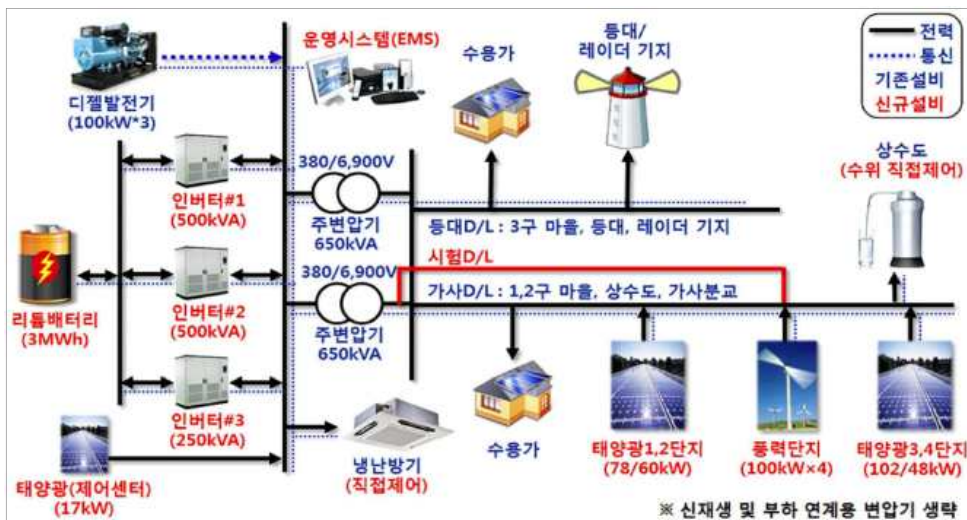 디젤발전기
(100kW*3)
운영시스템(EMS)
수용가
등대/
레이더 기지
전력
통신
기존설비
신규설비
상수도
(수위 직접제어)
인버터#1
(500kVA)
380/6,900V
주변압기
650kVA
등대D/L : 3구 마을, 등대, 레이더 기지
시험D/L
리튬배터리
(3MWh)
인버터#2
(500kVA)
380/6,900V
주변압기
650kVA
가사D/L : 1,2구 마을, 상수도, 가사분교
인버터#3
(250kVA)
태양광(제어센터)
(17kW)
냉난방기
(직접제어)
수용가
태양광1,2단지
(78/60kW)
풍력단지
(100kW×4)
태양광3,4단지
(102/48kW)
※ 신재생 및 부하 연계용 변압기 생략